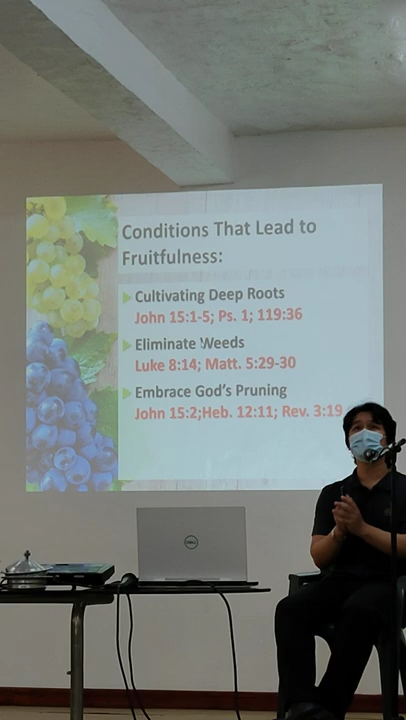 Conditions That Lead to
Fruitfulness:
Cultivating Deep Roots
John 15:1-5; Ps. 1; 119:36
Eliminate Weeds
Luke 8:14; Matt. 5:29-30
Embrace God's Pruning
John 15:2;Heb. 12:11; Rev. 3:19
DELL